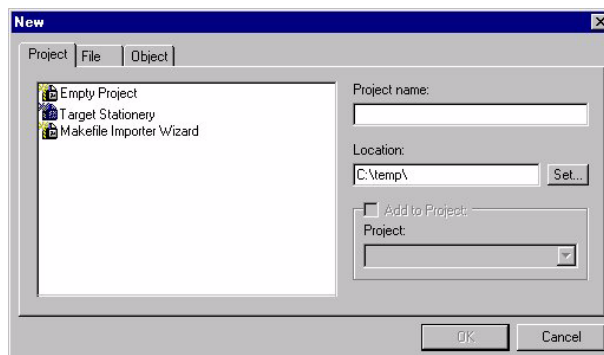 New
Project File Object
Empty Project
Target Stationery
Makefile Importer Wizard
Project name:
Location:
C:\temp\
Set...
Add to Project:
Project:
OK Cancel